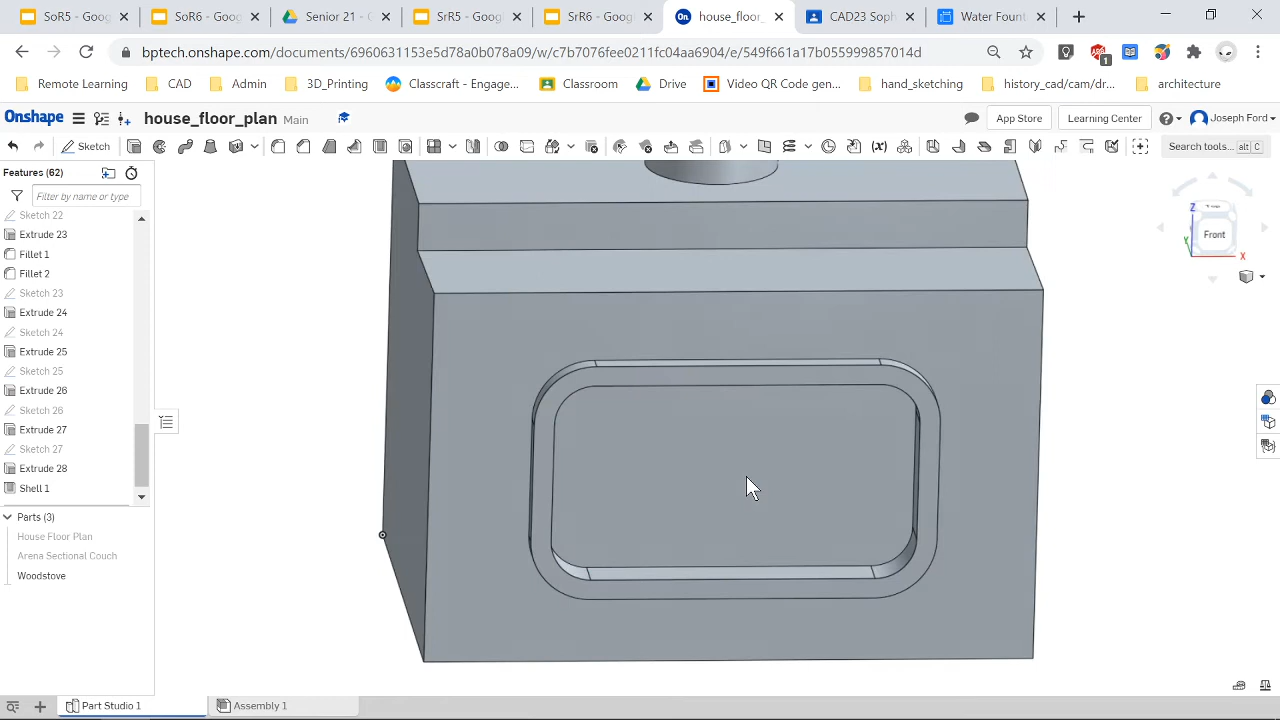 SoR5 - Goog
SoR6 - Goog
Senior 21 - G
SrR5 - Goog
SrR6 - Googl
house_floor_
CAD03 Soph
Water Fount
bptech.onshape.com/documents/6960631153e5d78a0b078a09/w/c7b7076fee0211fc04aa6904/e/549f661a17b055999857014d
1
Remote Learning
CAD
Admin
3D_Printing
Classcraft - Engage...
Classroom
Drive
Video QR Code gen...
hand_sketching
history_cad/cam/dr...
architecture
Onshape
house_floor_plan
Main
App Store
Learning Center
Joseph Ford
Sketch
Search tools...
alt C
Features (62)
Filter by name or type
Sketch 22
Extrude 23
Fillet 1
Fillet 2
Sketch 23
Extrude 24
Sketch 24
Extrude 25
Sketch 25
Extrude 26
Sketch 26
Extrude 27
Sketch 27
Extrude 28
Shell 1
Parts (3)
House Floor Plan
Arena Sectional Couch
Woodstove
Z
Y
Front
X
Part Studio 1
Assembly 1